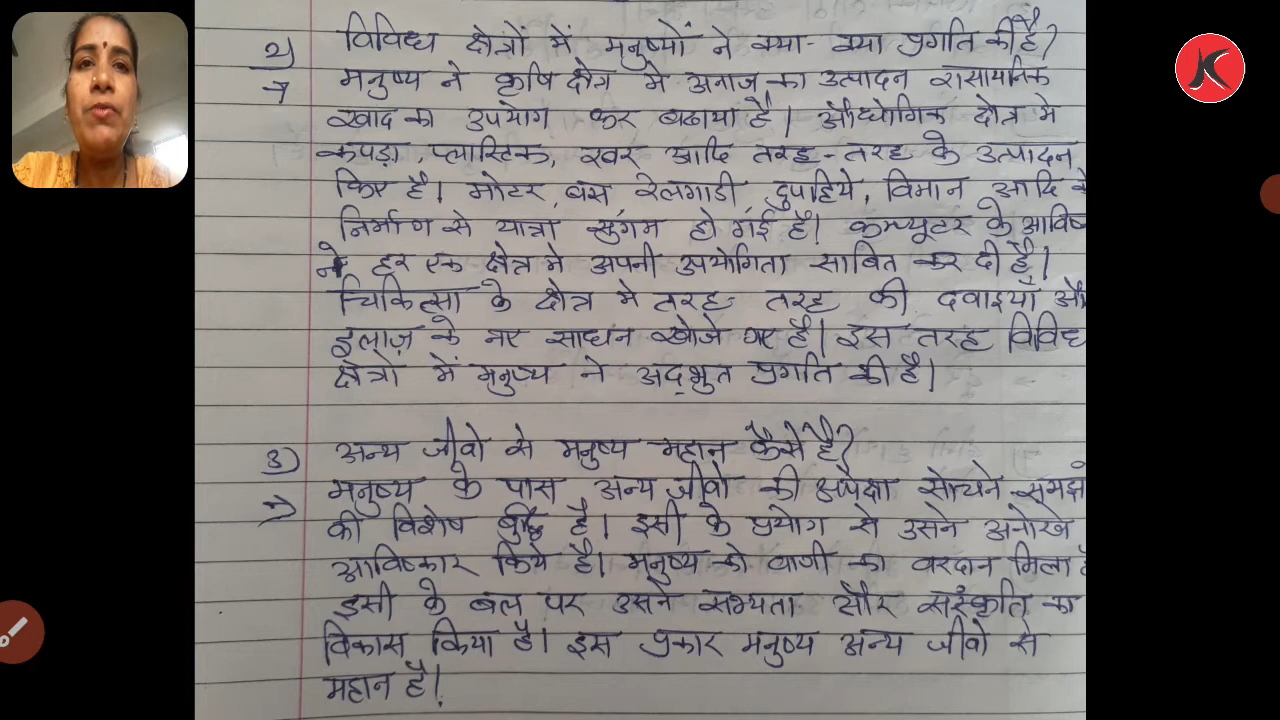 २) विविध क्षेत्रों में मनुष्यों ने क्या- क्या प्रगति की है?
→ मनुष्य ने कृषि क्षेत्र मे अनाज का उत्पादन रासायनिक
खाद का उपयोग कर बढाया है। औद्योगिक क्षेत्र मे
कपड़ा, प्लास्टिक, रबर आदि तरह-तरह के उत्पादन
किए है। मोटर, बस, रेलगाडी, दुपहिये, विमान आदि के
निर्माण से यात्रा सुगम हो गई है। कम्प्यूटर के आविष्
ने हर एक क्षेत्र मे अपनी उपयोगिता साबित कर दी है।
चिकित्सा के क्षेत्र मे तरह- तरह की दवाइयाँ और
इलाज़ के नए साधन खोजे गए है। इस तरह विविध
क्षेत्रों में मनुष्य ने अद्भुत प्रगति की है।
३) अन्य जीवो से मनुष्य महान कैसे है?
→ मनुष्य के पास अन्य जीवो की अपेक्षा सोचने समझ
की विशेष बुद्धि है। इसी के प्रयोग से उसने अनोखे
आविष्कार किये है। मनुष्य को वाणी का वरदान मिला है
इसी के बल पर उसने सभ्यता और संस्कृति का
विकास किया है। इस प्रकार मनुष्य अन्य जीवो से
महान है।
K